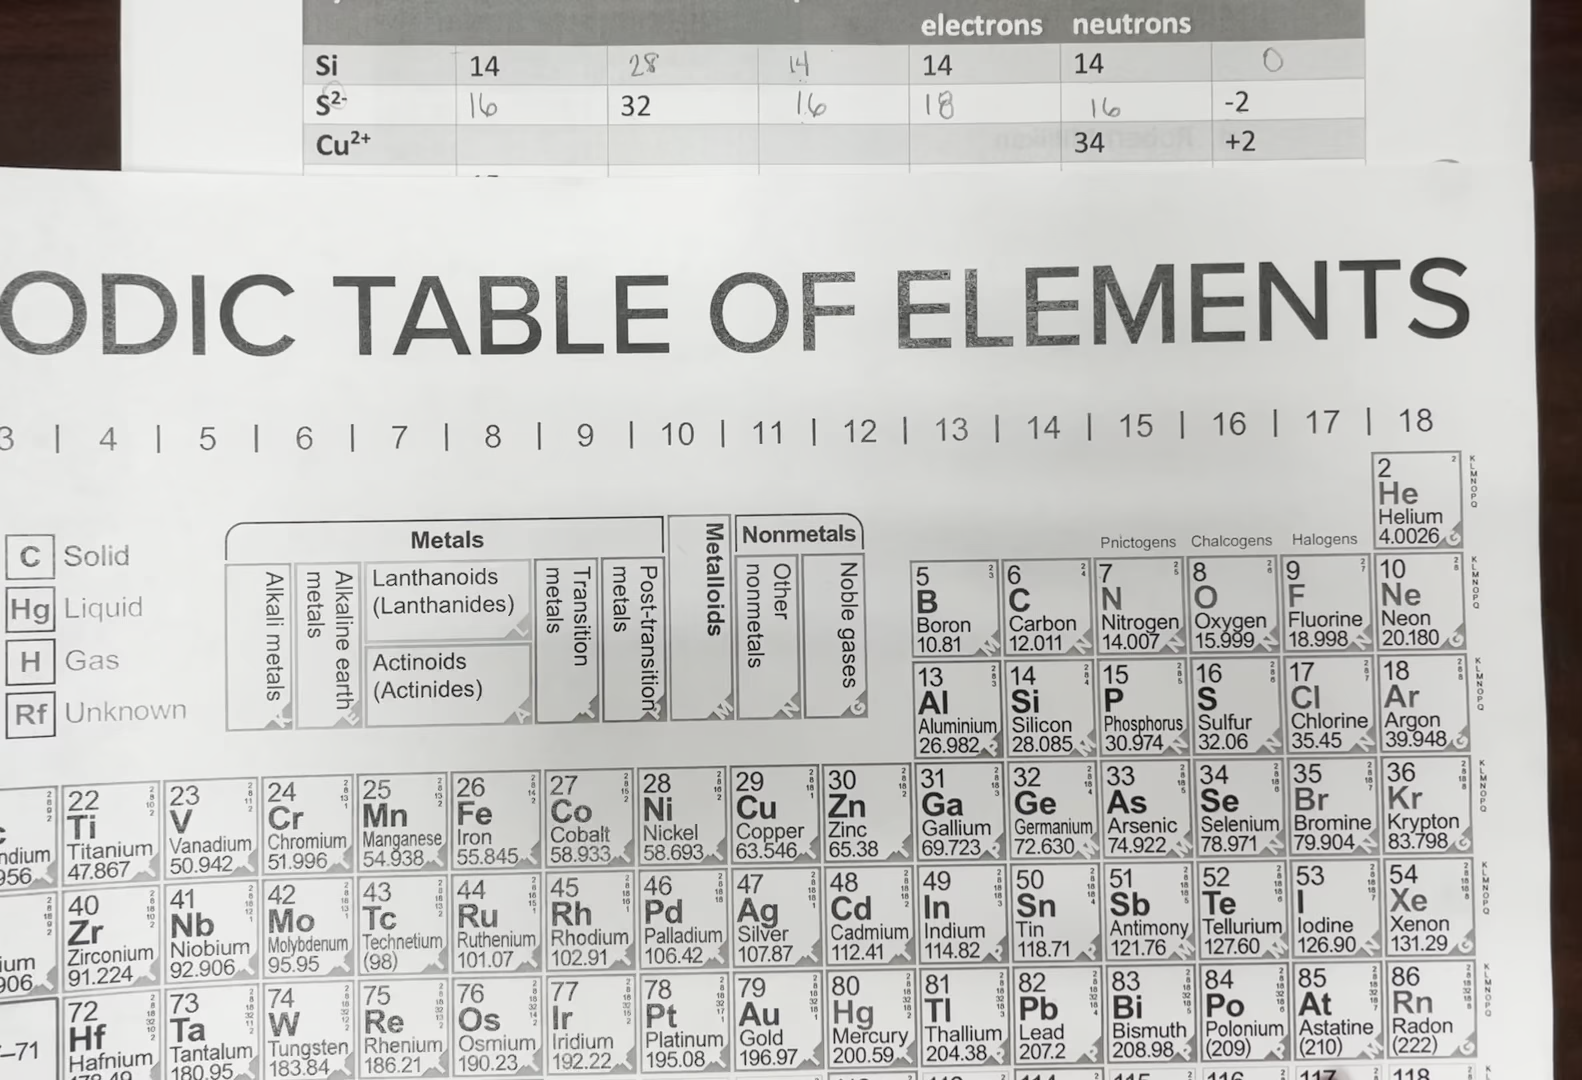 electrons neutrons
Si 14 28 14 14 14 0
S²⁻ 16 32 16 18 16 -2
Cu²⁺ 34 +2
ODIC TABLE OF ELEMENTS
3 | 4 | 5 | 6 | 7 | 8 | 9 | 10 | 11 | 12 | 13 | 14 | 15 | 16 | 17 | 18
C Solid
Hg Liquid
H Gas
Rf Unknown
Metals
Alkali metals
Alkaline earth metals
Lanthanoids
(Lanthanides)
Actinoids
(Actinides)
Transition metals
Post-transition metals
Metalloids
Nonmetals
Other nonmetals
Noble gases
Pnictogens Chalcogens Halogens
2
He
Helium
4.0026
5 6 7 8 9 10
B C N O F Ne
Boron Carbon Nitrogen Oxygen Fluorine Neon
10.81 12.011 14.007 15.999 18.998 20.180
13 14 15 16 17 18
Al Si P S Cl Ar
Aluminium Silicon Phosphorus Sulfur Chlorine Argon
26.982 28.085 30.974 32.06 35.45 39.948
22 23 24 25 26 27 28 29 30 31 32 33 34 35 36
Ti V Cr Mn Fe Co Ni Cu Zn Ga Ge As Se Br Kr
ndium Titanium Vanadium Chromium Manganese Iron Cobalt Nickel Copper Zinc Gallium Germanium Arsenic Selenium Bromine Krypton
956 47.867 50.942 51.996 54.938 55.845 58.933 58.693 63.546 65.38 69.723 72.630 74.922 78.971 79.904 83.798
40 41 42 43 44 45 46 47 48 49 50 51 52 53 54
Zr Nb Mo Tc Ru Rh Pd Ag Cd In Sn Sb Te I Xe
ium Zirconium Niobium Molybdenum Technetium Ruthenium Rhodium Palladium Silver Cadmium Indium Tin Antimony Tellurium Iodine Xenon
906 91.224 92.906 95.95 (98) 101.07 102.91 106.42 107.87 112.41 114.82 118.71 121.76 127.60 126.90 131.29
72 73 74 75 76 77 78 79 80 81 82 83 84 85 86
–71 Hf Ta W Re Os Ir Pt Au Hg Tl Pb Bi Po At Rn
Hafnium Tantalum Tungsten Rhenium Osmium Iridium Platinum Gold Mercury Thallium Lead Bismuth Polonium Astatine Radon
180.95 183.84 186.21 190.23 192.22 195.08 196.97 200.59 204.38 207.2 208.98 (209) (210) (222)
117 118